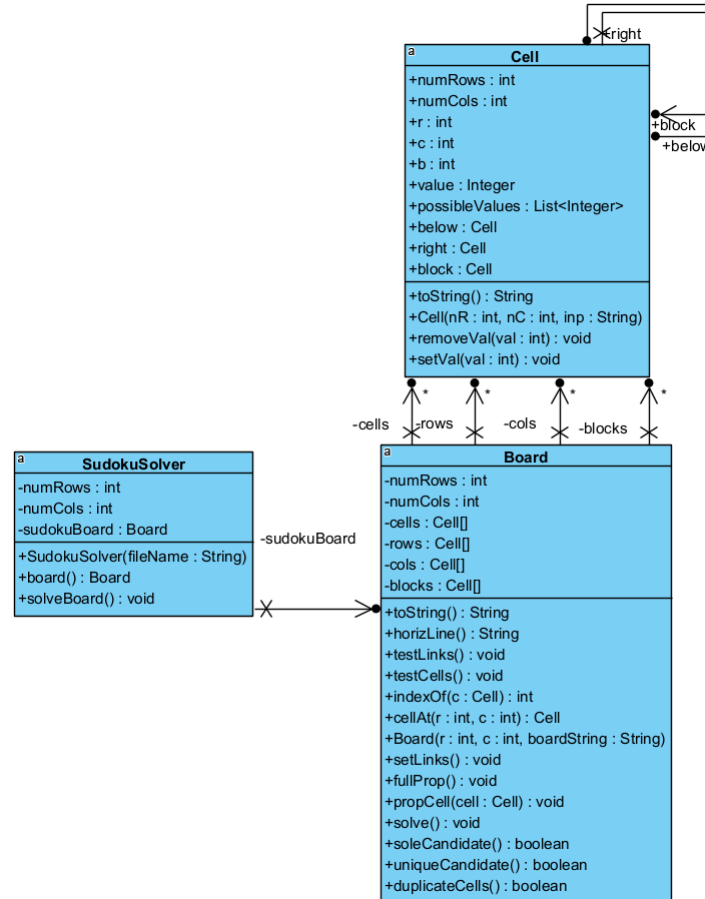 +right
a
Cell
+numRows : int
+numCols : int
+r : int
+c : int
+b : int
+value : Integer
+possibleValues : List<Integer>
+below : Cell
+right : Cell
+block : Cell
+toString() : String
+Cell(nR : int, nC : int, inp : String)
+removeVal(val : int) : void
+setVal(val : int) : void
+block
+below
* * * *
-cells -rows -cols -blocks
a
SudokuSolver
-numRows : int
-numCols : int
-sudokuBoard : Board
+SudokuSolver(fileName : String)
+board() : Board
+solveBoard() : void
-sudokuBoard
a
Board
-numRows : int
-numCols : int
-cells : Cell[]
-rows : Cell[]
-cols : Cell[]
-blocks : Cell[]
+toString() : String
+horizLine() : String
+testLinks() : void
+testCells() : void
+indexOf(c : Cell) : int
+cellAt(r : int, c : int) : Cell
+Board(r : int, c : int, boardString : String)
+setLinks() : void
+fullProp() : void
+propCell(cell : Cell) : void
+solve() : void
+soleCandidate() : boolean
+uniqueCandidate() : boolean
+duplicateCells() : boolean